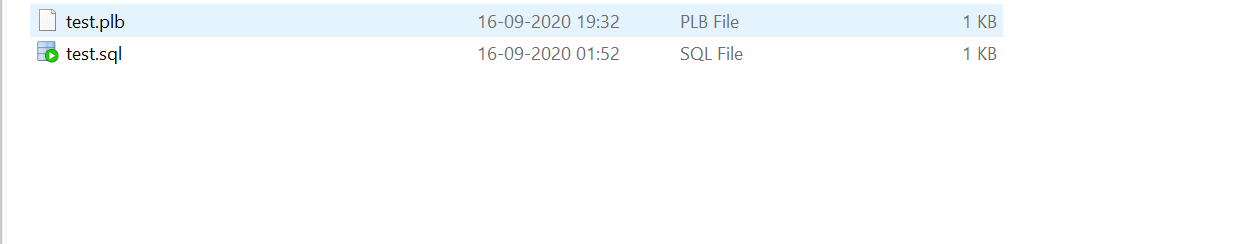 test.plb 16-09-2020 19:32 PLB File 1 KB
test.sql 16-09-2020 01:52 SQL File 1 KB